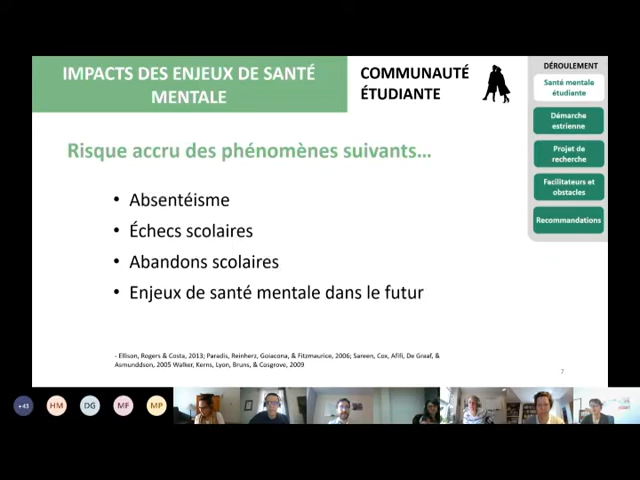 IMPACTS DES ENJEUX DE SANTÉ
MENTALE
COMMUNAUTÉ
ÉTUDIANTE
DÉROULEMENT
Santé mentale
étudiante
Démarche
estrienne
Projet de
recherche
Facilitateurs et
obstacles
Recommandations
Risque accru des phénomènes suivants…
• Absentéisme
• Échecs scolaires
• Abandons scolaires
• Enjeux de santé mentale dans le futur
- Ellison, Rogers & Costa, 2013; Paradis, Reinherz, Goiacona, & Fitzmaurice, 2006; Sareen, Cox, Afifi, De Graaf, &
Asmunddson, 2005 Walker, Kerns, Lyon, Bruns, & Cosgrove, 2009
7
+43
HM
DG
MF
MP